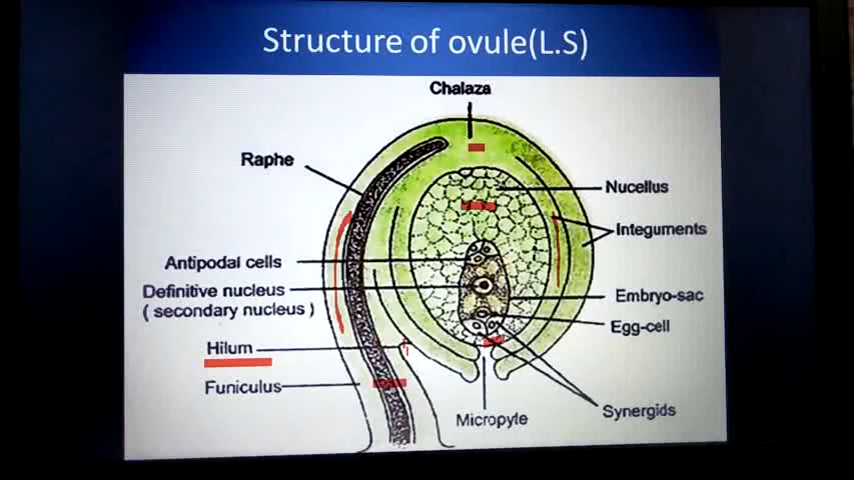 Structure of ovule(L.S)
Chalaza
Raphe
Nucellus
Integuments
Antipodal cells
Definitive nucleus
( secondary nucleus )
Embryo-sac
Egg-cell
Hilum
Funiculus
Micropyte
Synergids